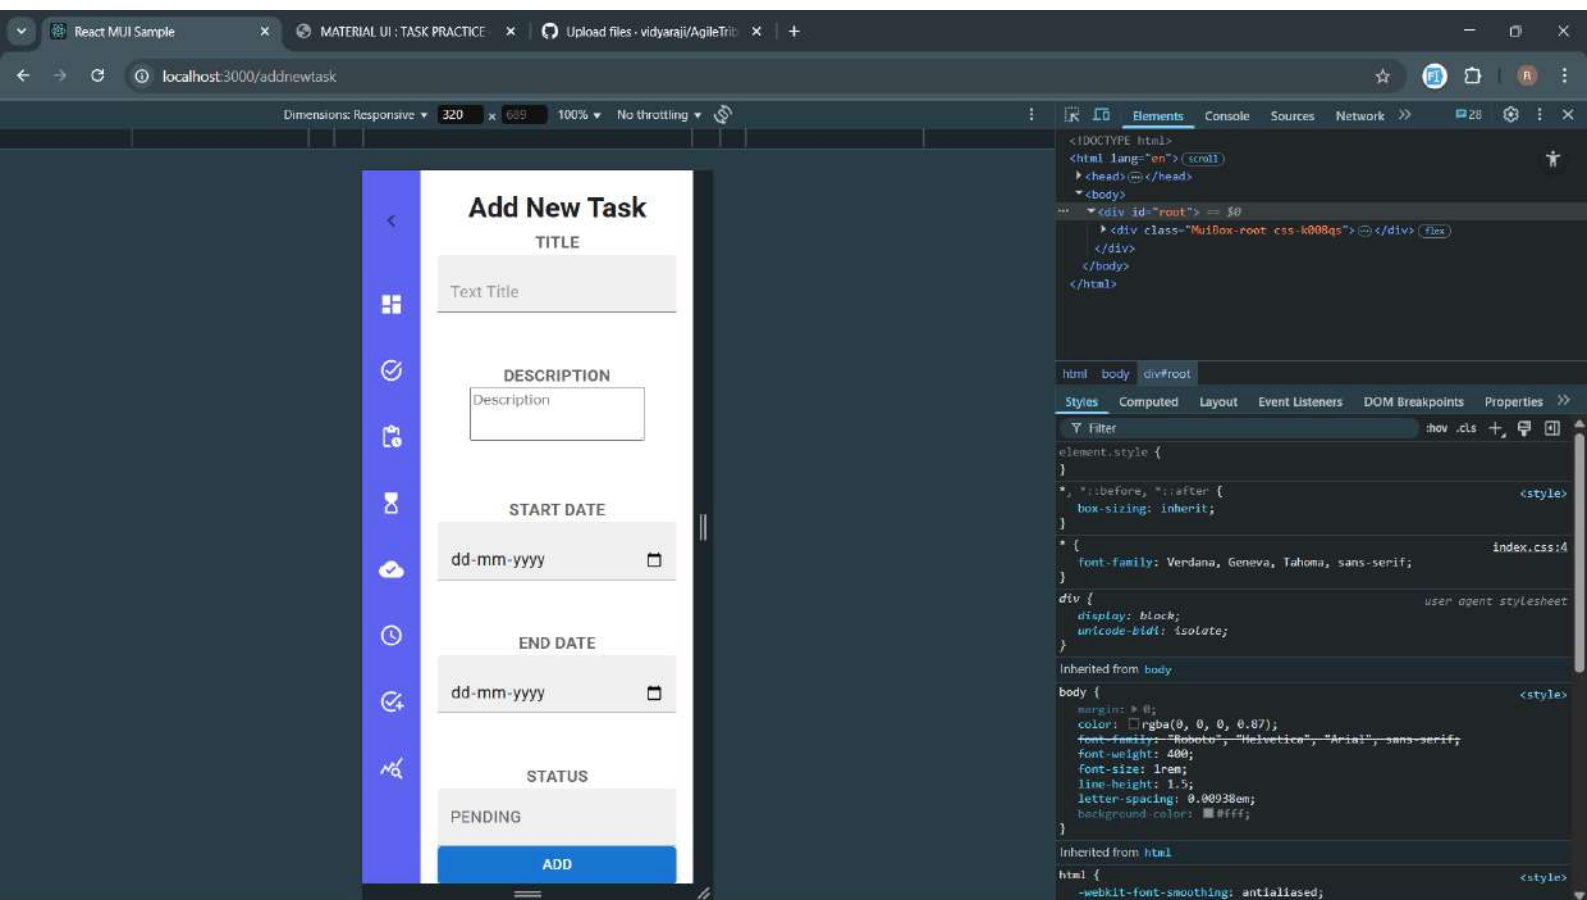 React MUI Sample
MATERIAL UI : TASK PRACTICE
Upload files · vidyaraji/AgileTrib
localhost:3000/addnewtask
Dimensions: Responsive 320 x 689 100% No throttling
Elements Console Sources Network 28
<!DOCTYPE html>
<html lang="en"> scroll
<head> </head>
<body>
<div id="root"> == $0
<div class="MuiBox-root css-k008qs"> </div> flex
</div>
</body>
</html>
html body div#root
Styles Computed Layout Event Listeners DOM Breakpoints Properties
Filter :hov .cls
element.style {
}
*, *::before, *::after { <style>
box-sizing: inherit;
}
* { index.css:4
font-family: Verdana, Geneva, Tahoma, sans-serif;
}
div { user agent stylesheet
display: block;
unicode-bidi: isolate;
}
Inherited from body
body { <style>
margin: 0;
color: rgba(0, 0, 0, 0.87);
font-family: "Roboto", "Helvetica", "Arial", sans-serif;
font-weight: 400;
font-size: 1rem;
line-height: 1.5;
letter-spacing: 0.00938em;
background-color: #fff;
}
Inherited from html
html { <style>
-webkit-font-smoothing: antialiased;
Add New Task
TITLE
Text Title
DESCRIPTION
Description
START DATE
dd-mm-yyyy
END DATE
dd-mm-yyyy
STATUS
PENDING
ADD